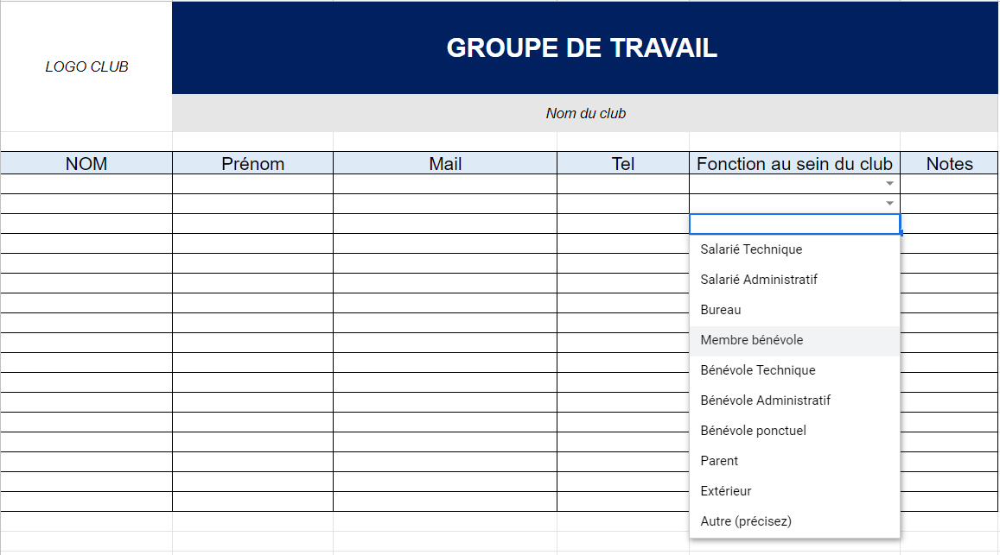 LOGO CLUB
GROUPE DE TRAVAIL
Nom du club
NOM Prénom Mail Tel Fonction au sein du club Notes
Salarié Technique
Salarié Administratif
Bureau
Membre bénévole
Bénévole Technique
Bénévole Administratif
Bénévole ponctuel
Parent
Extérieur
Autre (précisez)